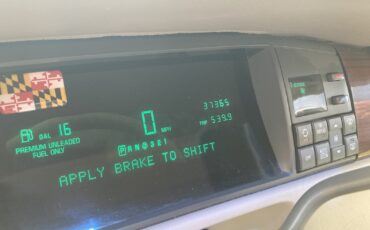 37365
GAL 16
0 MPH
TRIP 539.9
PREMIUM UNLEADED
FUEL ONLY
APPLY BRAKE TO SHIFT